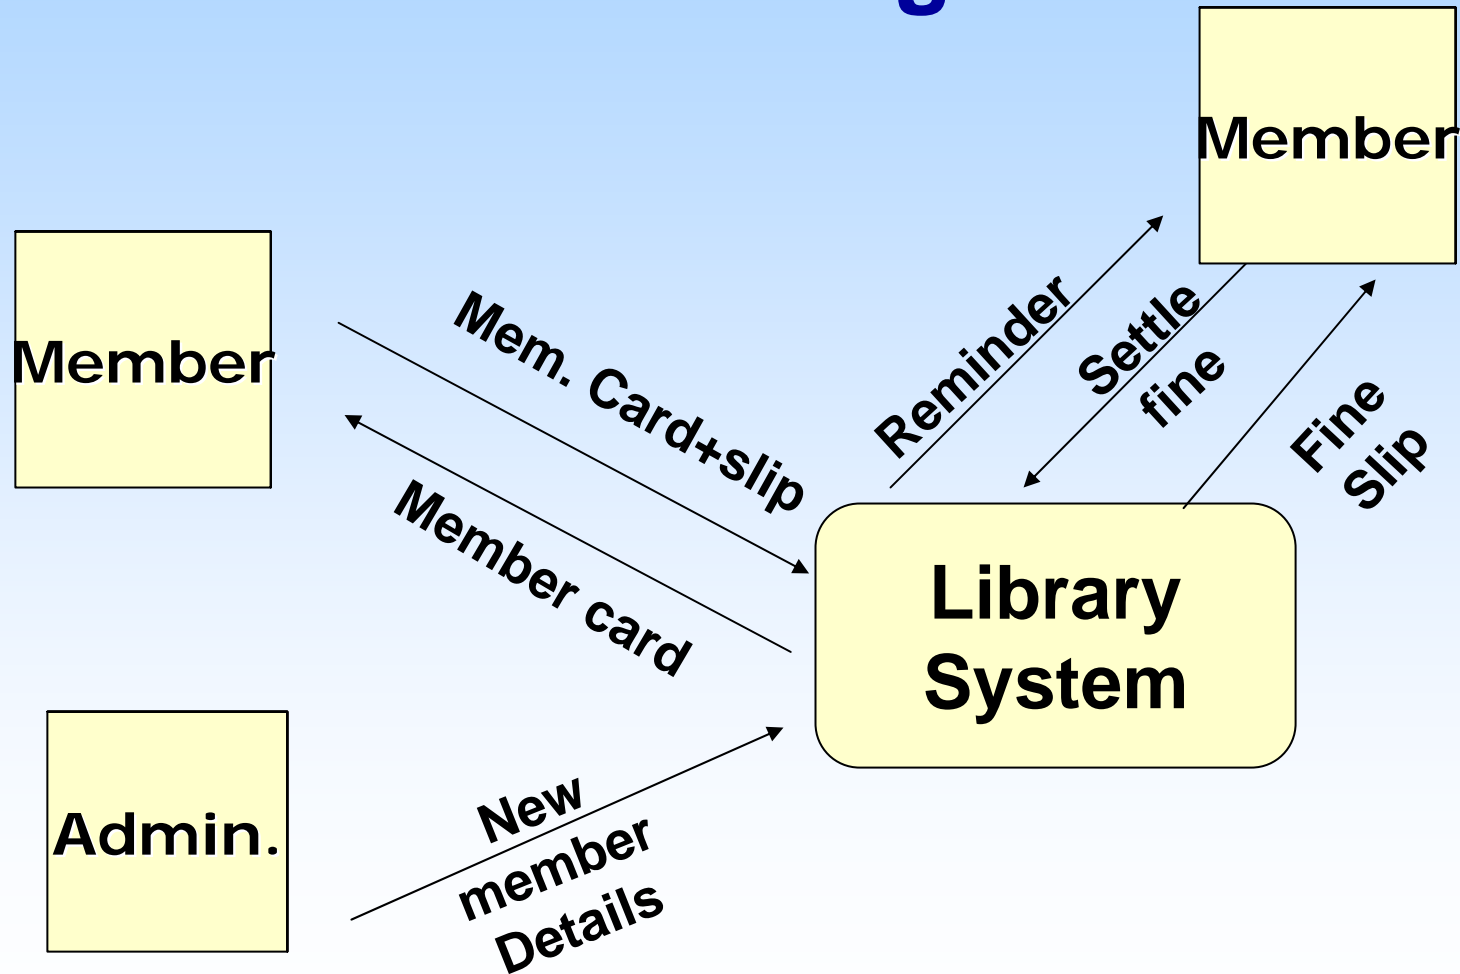 Member
Member
Mem. Card+slip
Reminder
Settle
fine
Fine
Slip
Member card
Library
System
Admin.
New
member
Details